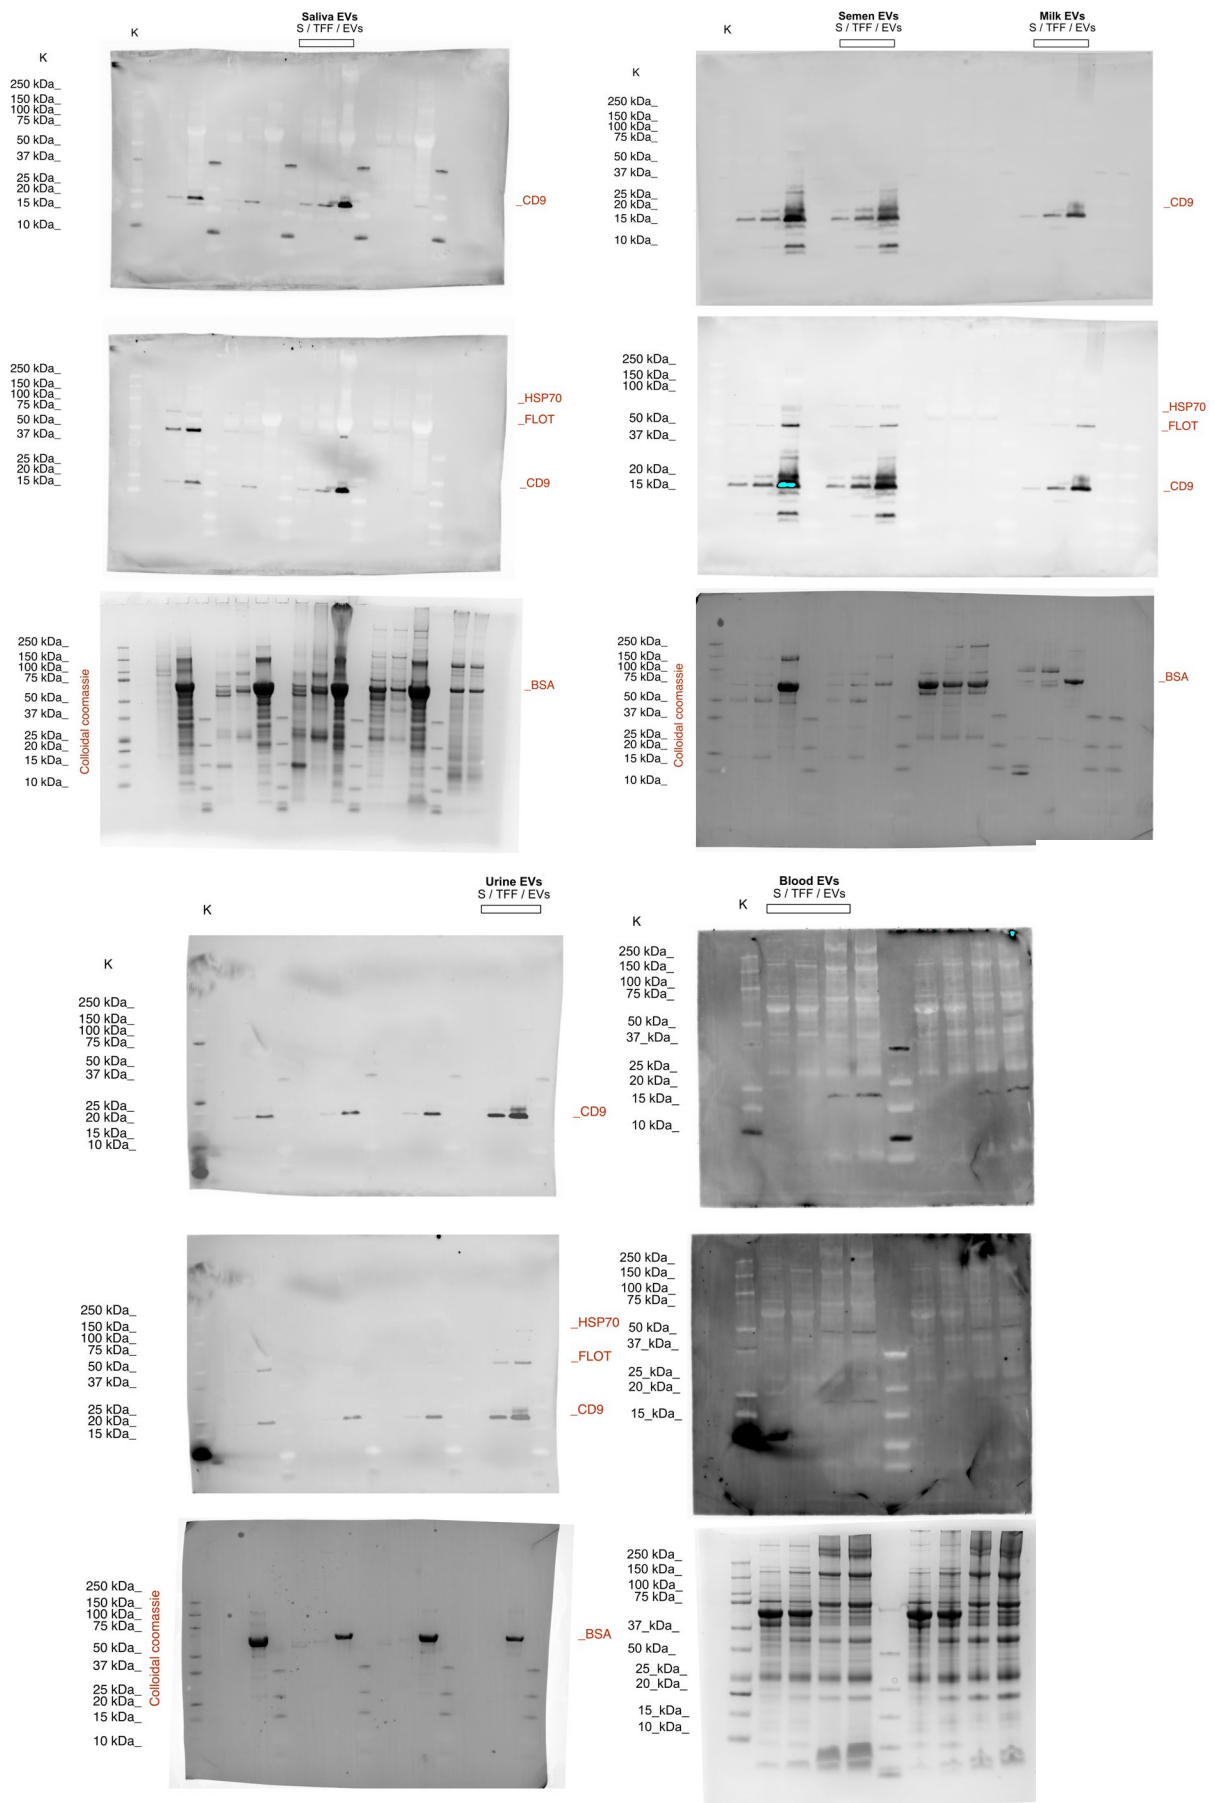 Saliva EVs
S / TFF / EVs
K
K
250 kDa_
150 kDa_
100 kDa_
75 kDa_
50 kDa_
37 kDa_
25 kDa_
20 kDa_
15 kDa_
10 kDa_
_CD9
250 kDa_
150 kDa_
100 kDa_
75 kDa_
50 kDa_
37 kDa_
25 kDa_
20 kDa_
15 kDa_
_HSP70
_FLOT
_CD9
250 kDa_
150 kDa_
100 kDa_
75 kDa_
50 kDa_
37 kDa_
25 kDa_
20 kDa_
15 kDa_
10 kDa_
Colloidal coomassie
_BSA
Semen EVs
S / TFF / EVs
Milk EVs
S / TFF / EVs
K
K
250 kDa_
150 kDa_
100 kDa_
75 kDa_
50 kDa_
37 kDa_
25 kDa_
20 kDa_
15 kDa_
10 kDa_
_CD9
250 kDa_
150 kDa_
100 kDa_
50 kDa_
37 kDa_
20 kDa_
15 kDa_
_HSP70
_FLOT
_CD9
250 kDa_
150 kDa_
100 kDa_
75 kDa_
50 kDa_
37 kDa_
25 kDa_
20 kDa_
15 kDa_
10 kDa_
Colloidal coomassie
_BSA
Urine EVs
S / TFF / EVs
K
K
250 kDa_
150 kDa_
100 kDa_
75 kDa_
50 kDa_
37 kDa_
25 kDa_
20 kDa_
15 kDa_
10 kDa_
_CD9
250 kDa_
150 kDa_
100 kDa_
75 kDa_
50 kDa_
37 kDa_
25 kDa_
20 kDa_
15 kDa_
_HSP70
_FLOT
_CD9
250 kDa_
150 kDa_
100 kDa_
75 kDa_
50 kDa_
37 kDa_
25 kDa_
20 kDa_
15 kDa_
10 kDa_
Colloidal coomassie
_BSA
Blood EVs
S / TFF / EVs
K
K
250 kDa_
150 kDa_
100 kDa_
75 kDa_
50 kDa_
37_kDa_
25 kDa_
20 kDa_
15 kDa_
10 kDa_
250 kDa_
150 kDa_
100 kDa_
75 kDa_
50 kDa_
37_kDa_
25_kDa_
20_kDa_
15_kDa_
250 kDa_
150 kDa_
100 kDa_
75 kDa_
37_kDa_
50 kDa_
25_kDa_
20_kDa_
15_kDa_
10_kDa_